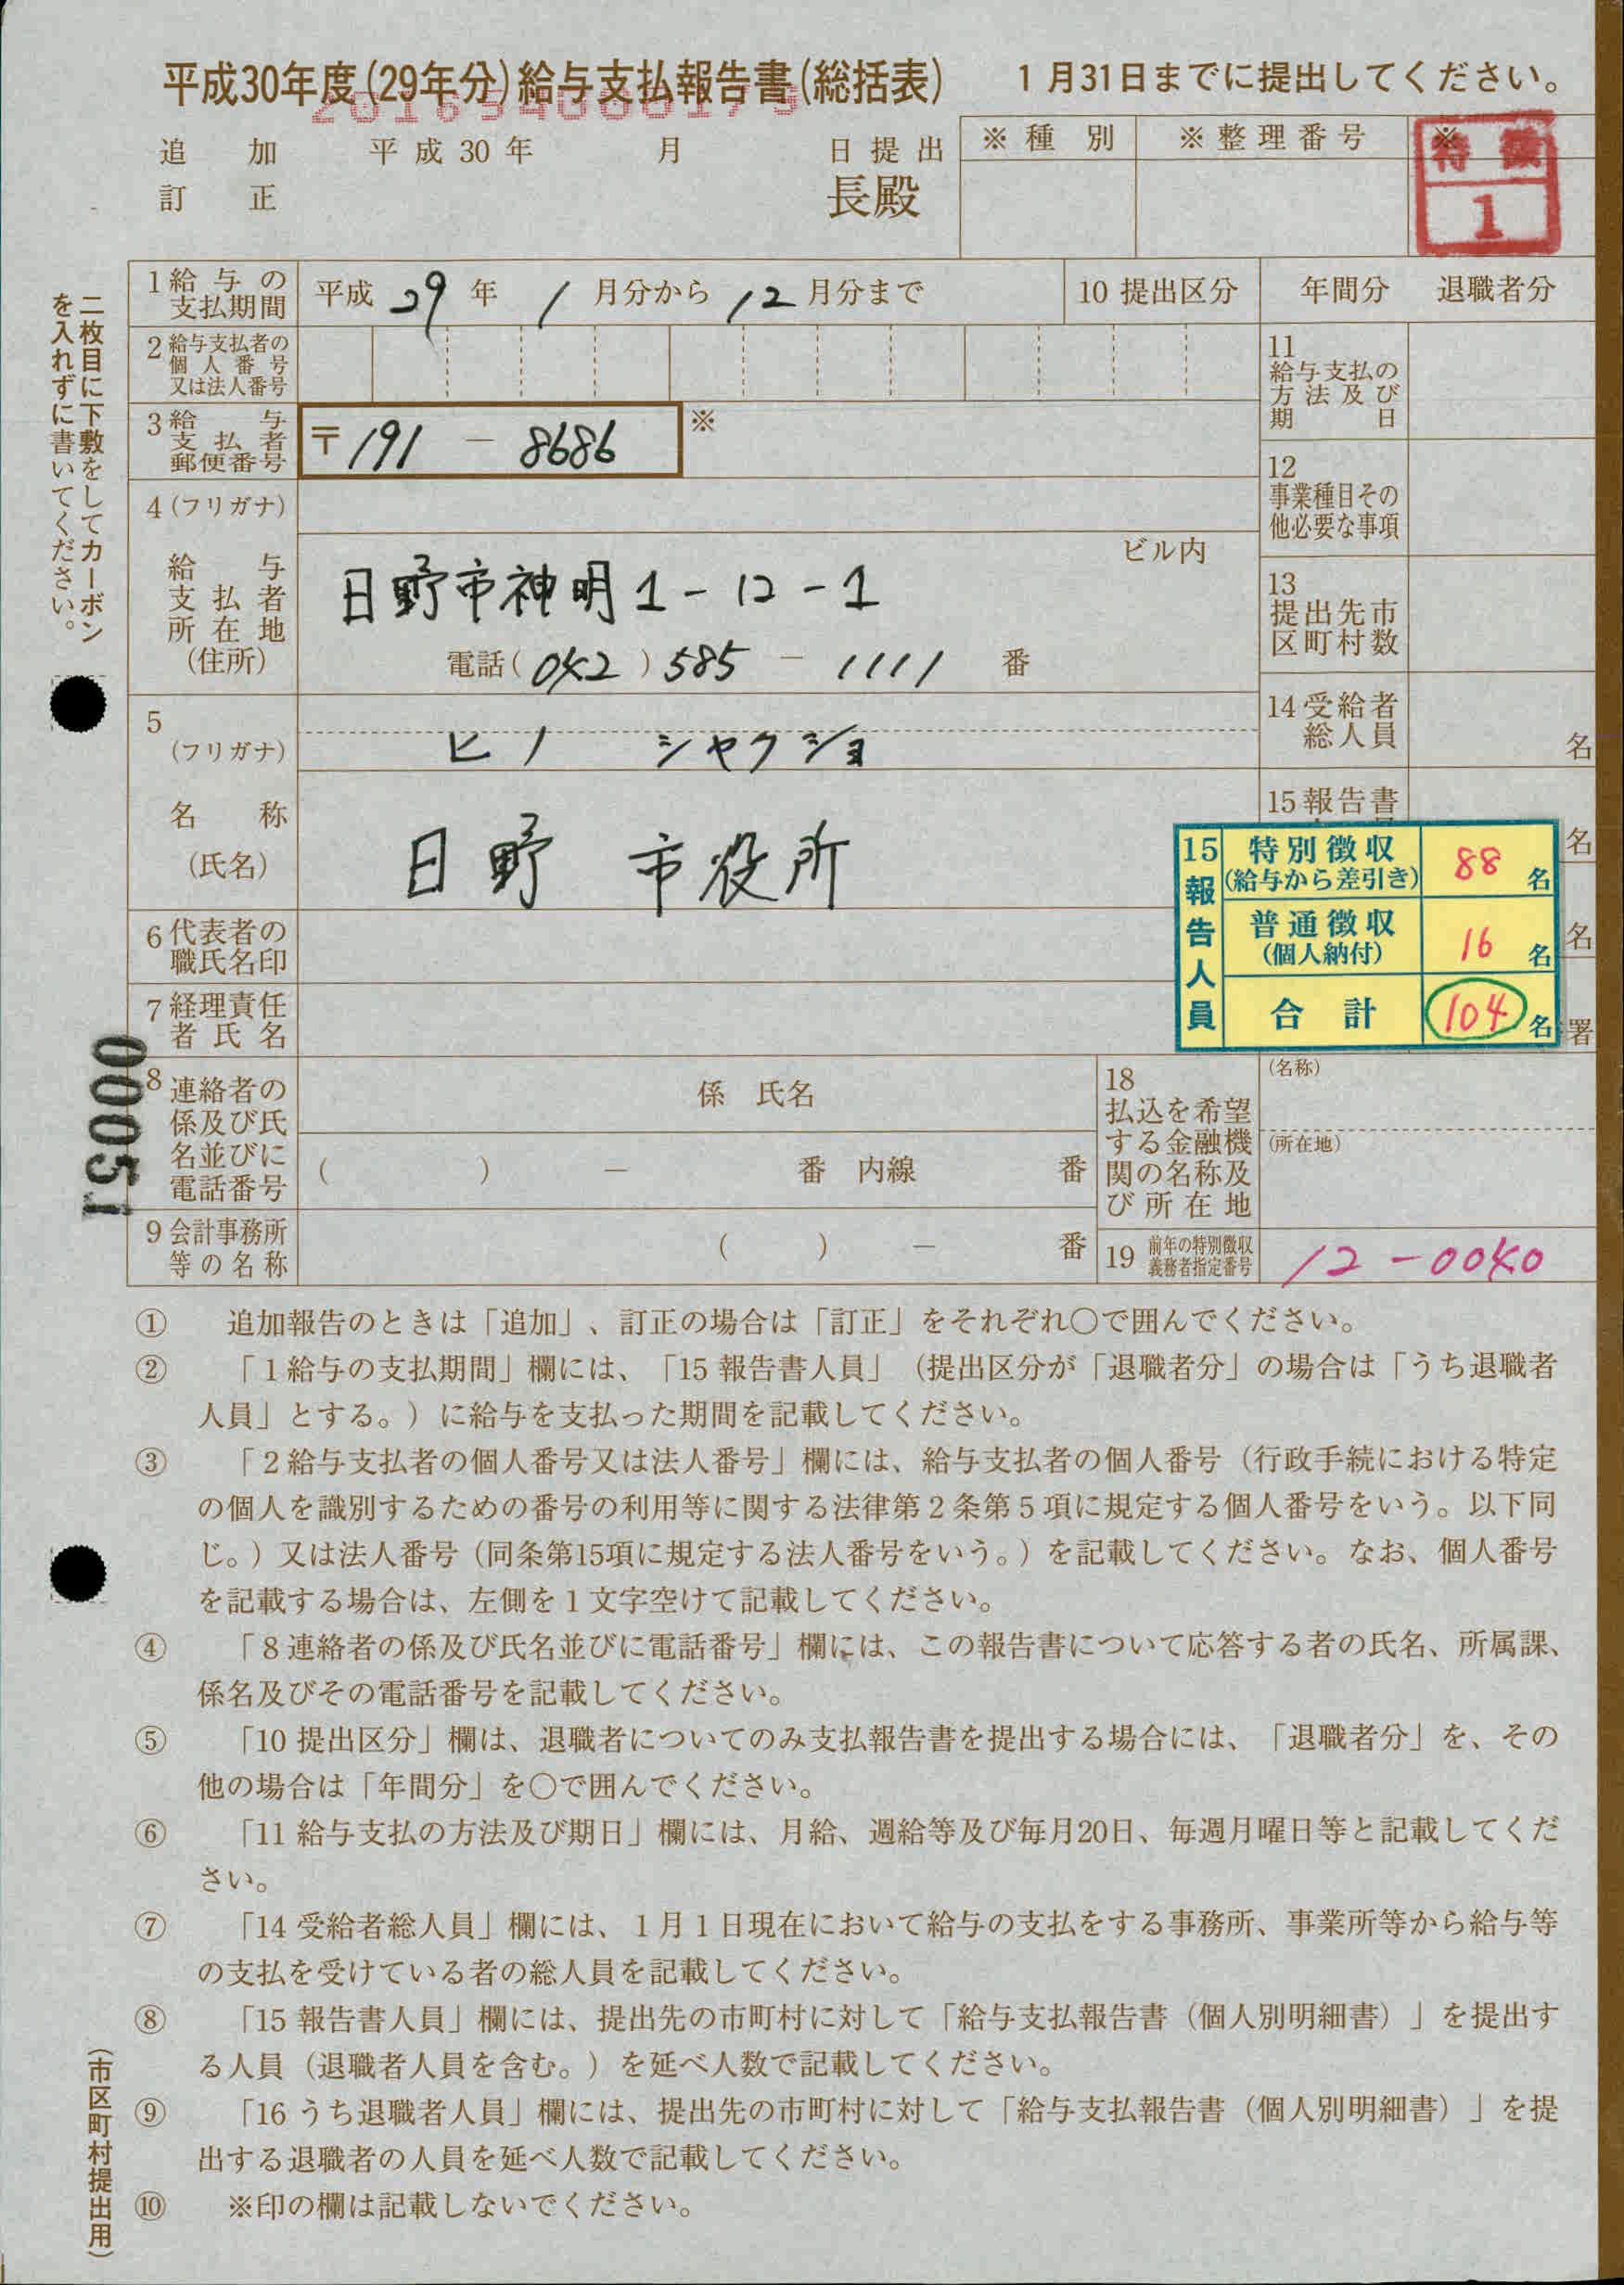 平成30年度(29年分)給与支払報告書(総括表)　1月31日までに提出してください。
追　加　平成30年　月　日提出
訂　正　長殿
※種別　※整理番号　※
1
二枚目に下敷をしてカーボン
を入れずに書いてください。
1 給与の支払期間　平成 29 年 1 月分から 12 月分まで　10 提出区分　年間分　退職者分
2 給与支払者の個人番号又は法人番号
3 給与支払者郵便番号　〒 191 － 8686　※
4 (フリガナ)
給与支払者所在地(住所)　ビル内
日野市神明1-12-1
電話(042)585－1111番
5 (フリガナ)　ヒノ　シヤクショ
名称(氏名)　日野　市役所
6 代表者の職氏名印
7 経理責任者氏名
8 連絡者の係及び氏名並びに電話番号　係　氏名
(　)　－　番　内線　番
9 会計事務所等の名称　(　)　－　番
11 給与支払の方法及び期日
12 事業種目その他必要な事項
13 提出先市区町村数
14 受給者総人員　名
15 報告書
名
名
署
15 報告人員
特別徴収(給与から差引き)　88 名
普通徴収(個人納付)　16 名
合計　104 名
18 払込を希望する金融機関の名称及び所在地　(名称)
(所在地)
19 前年の特別徴収義務者指定番号　12-0040
00051
①　追加報告のときは「追加」、訂正の場合は「訂正」をそれぞれ○で囲んでください。
②　「1給与の支払期間」欄には、「15 報告書人員」(提出区分が「退職者分」の場合は「うち退職者
人員」とする。)に給与を支払った期間を記載してください。
③　「2給与支払者の個人番号又は法人番号」欄には、給与支払者の個人番号(行政手続における特定
の個人を識別するための番号の利用等に関する法律第2条第5項に規定する個人番号をいう。以下同
じ。)又は法人番号(同条第15項に規定する法人番号をいう。)を記載してください。なお、個人番号
を記載する場合は、左側を1文字空けて記載してください。
④　「8連絡者の係及び氏名並びに電話番号」欄には、この報告書について応答する者の氏名、所属課、
係名及びその電話番号を記載してください。
⑤　「10 提出区分」欄は、退職者についてのみ支払報告書を提出する場合には、「退職者分」を、その
他の場合は「年間分」を○で囲んでください。
⑥　「11 給与支払の方法及び期日」欄には、月給、週給等及び毎月20日、毎週月曜日等と記載してくだ
さい。
⑦　「14 受給者総人員」欄には、1月1日現在において給与の支払をする事務所、事業所等から給与等
の支払を受けている者の総人員を記載してください。
⑧　「15 報告書人員」欄には、提出先の市町村に対して「給与支払報告書(個人別明細書)」を提出す
る人員(退職者人員を含む。)を延べ人数で記載してください。
⑨　「16 うち退職者人員」欄には、提出先の市町村に対して「給与支払報告書(個人別明細書)」を提
出する退職者の人員を延べ人数で記載してください。
⑩　※印の欄は記載しないでください。
(市区町村提出用)